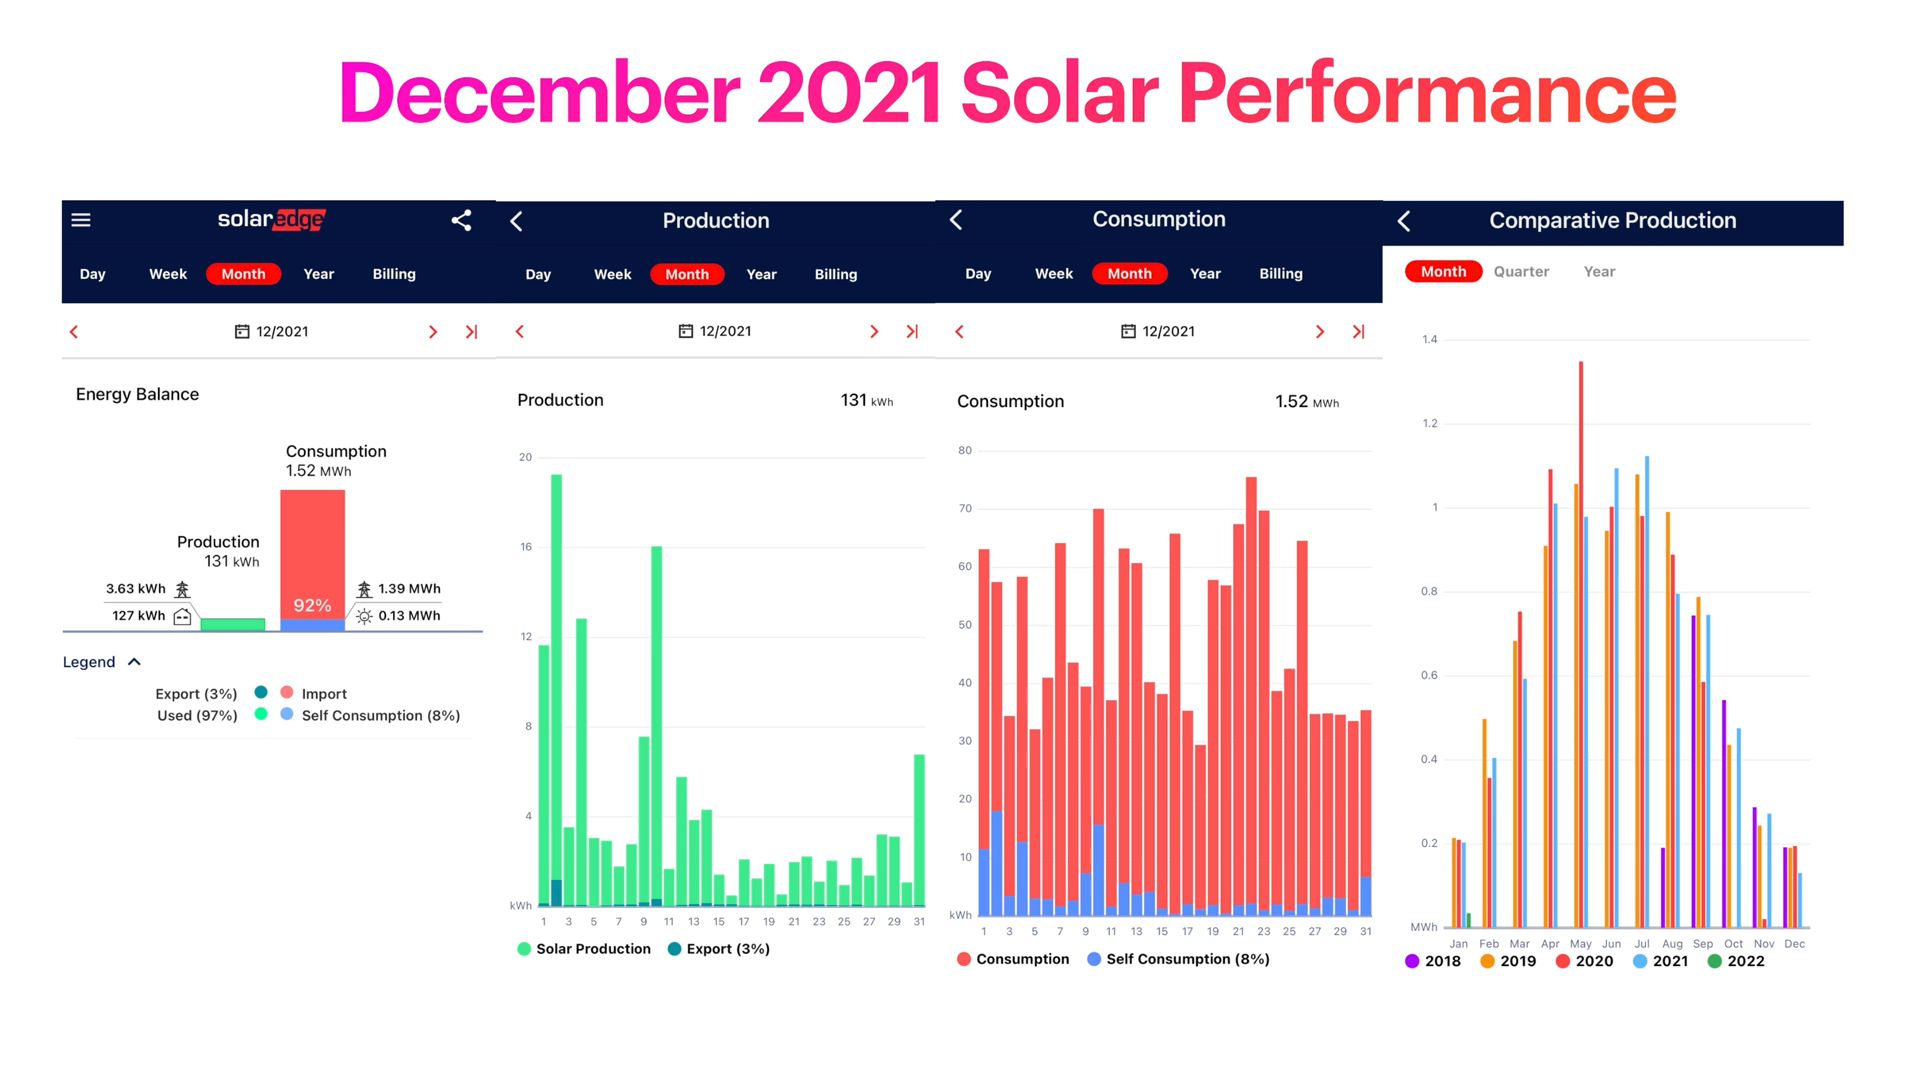 December 2021 Solar Performance
solaredge
Day Week Month Year Billing
12/2021
Energy Balance
Consumption
1.52 MWh
Production
131 kWh
3.63 kWh
127 kWh
92%
1.39 MWh
0.13 MWh
Legend
Export (3%) Import
Used (97%) Self Consumption (8%)
Production
Day Week Month Year Billing
12/2021
Production 131 kWh
20
16
12
8
4
kWh
1 3 5 7 9 11 13 15 17 19 21 23 25 27 29 31
Solar Production Export (3%)
Consumption
Day Week Month Year Billing
12/2021
Consumption 1.52 MWh
80
70
60
50
40
30
20
10
kWh
1 3 5 7 9 11 13 15 17 19 21 23 25 27 29 31
Consumption Self Consumption (8%)
Comparative Production
Month Quarter Year
1.4
1.2
1
0.8
0.6
0.4
0.2
MWh
Jan Feb Mar Apr May Jun Jul Aug Sep Oct Nov Dec
2018 2019 2020 2021 2022